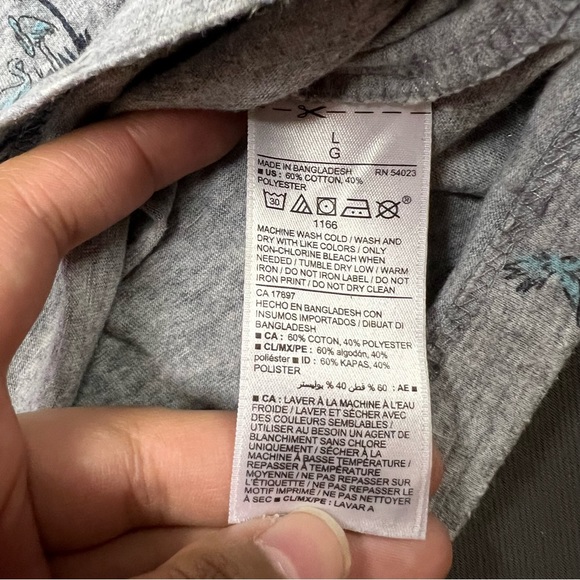 L
G
MADE IN BANGLADESH RN 54023
■ US : 60% COTTON, 40%
POLYESTER
30
®
1166
MACHINE WASH COLD / WASH AND
DRY WITH LIKE COLORS / ONLY
NON-CHLORINE BLEACH WHEN
NEEDED / TUMBLE DRY LOW / WARM
IRON / DO NOT IRON LABEL / DO NOT
IRON PRINT / DO NOT DRY CLEAN
CA 17897
HECHO EN BANGLADESH CON
INSUMOS IMPORTADOS / DIBUAT DI
BANGLADESH
■ CA : 60% COTON, 40% POLYESTER
■ CL/MX/PE : 60% algodón, 40%
poliéster ■ ID : 60% KAPAS, 40%
POLISTER
■ AE : 60 % قطن 40 % بوليستر
■ CA : LAVER À LA MACHINE À L'EAU
FROIDE / LAVER ET SÉCHER AVEC
DES COULEURS SEMBLABLES /
UTILISER AU BESOIN UN AGENT DE
BLANCHIMENT SANS CHLORE
UNIQUEMENT / SÉCHER À LA
MACHINE À BASSE TEMPÉRATURE /
REPASSER À TEMPÉRATURE
MOYENNE / NE PAS REPASSER
L'ÉTIQUETTE / NE PAS REPASSER LE
MOTIF IMPRIMÉ / NE PAS NETTOYER
À SEC ■ CL/MX/PE : LAVAR A